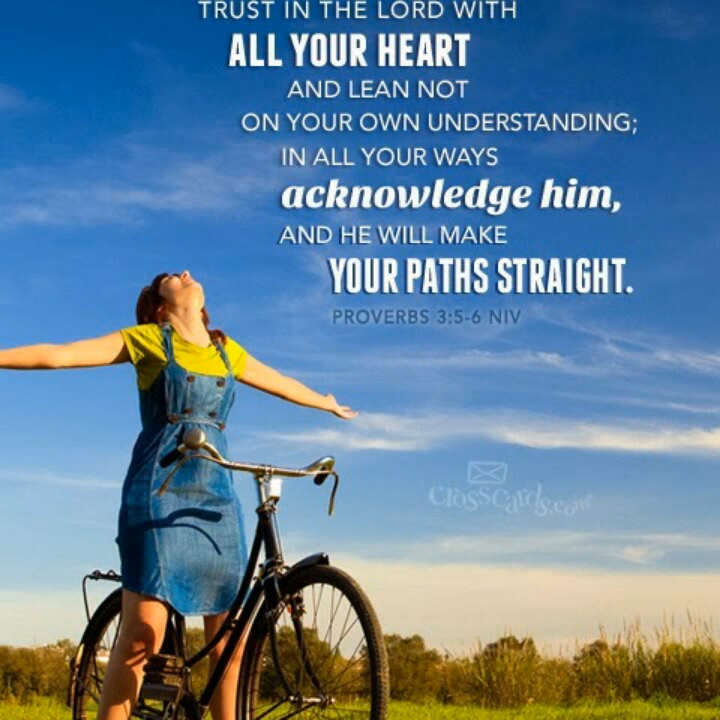 TRUST IN THE LORD WITH
ALL YOUR HEART
AND LEAN NOT
ON YOUR OWN UNDERSTANDING;
IN ALL YOUR WAYS
acknowledge him,
AND HE WILL MAKE
YOUR PATHS STRAIGHT.
PROVERBS 3:5-6 NIV
crosscards.com